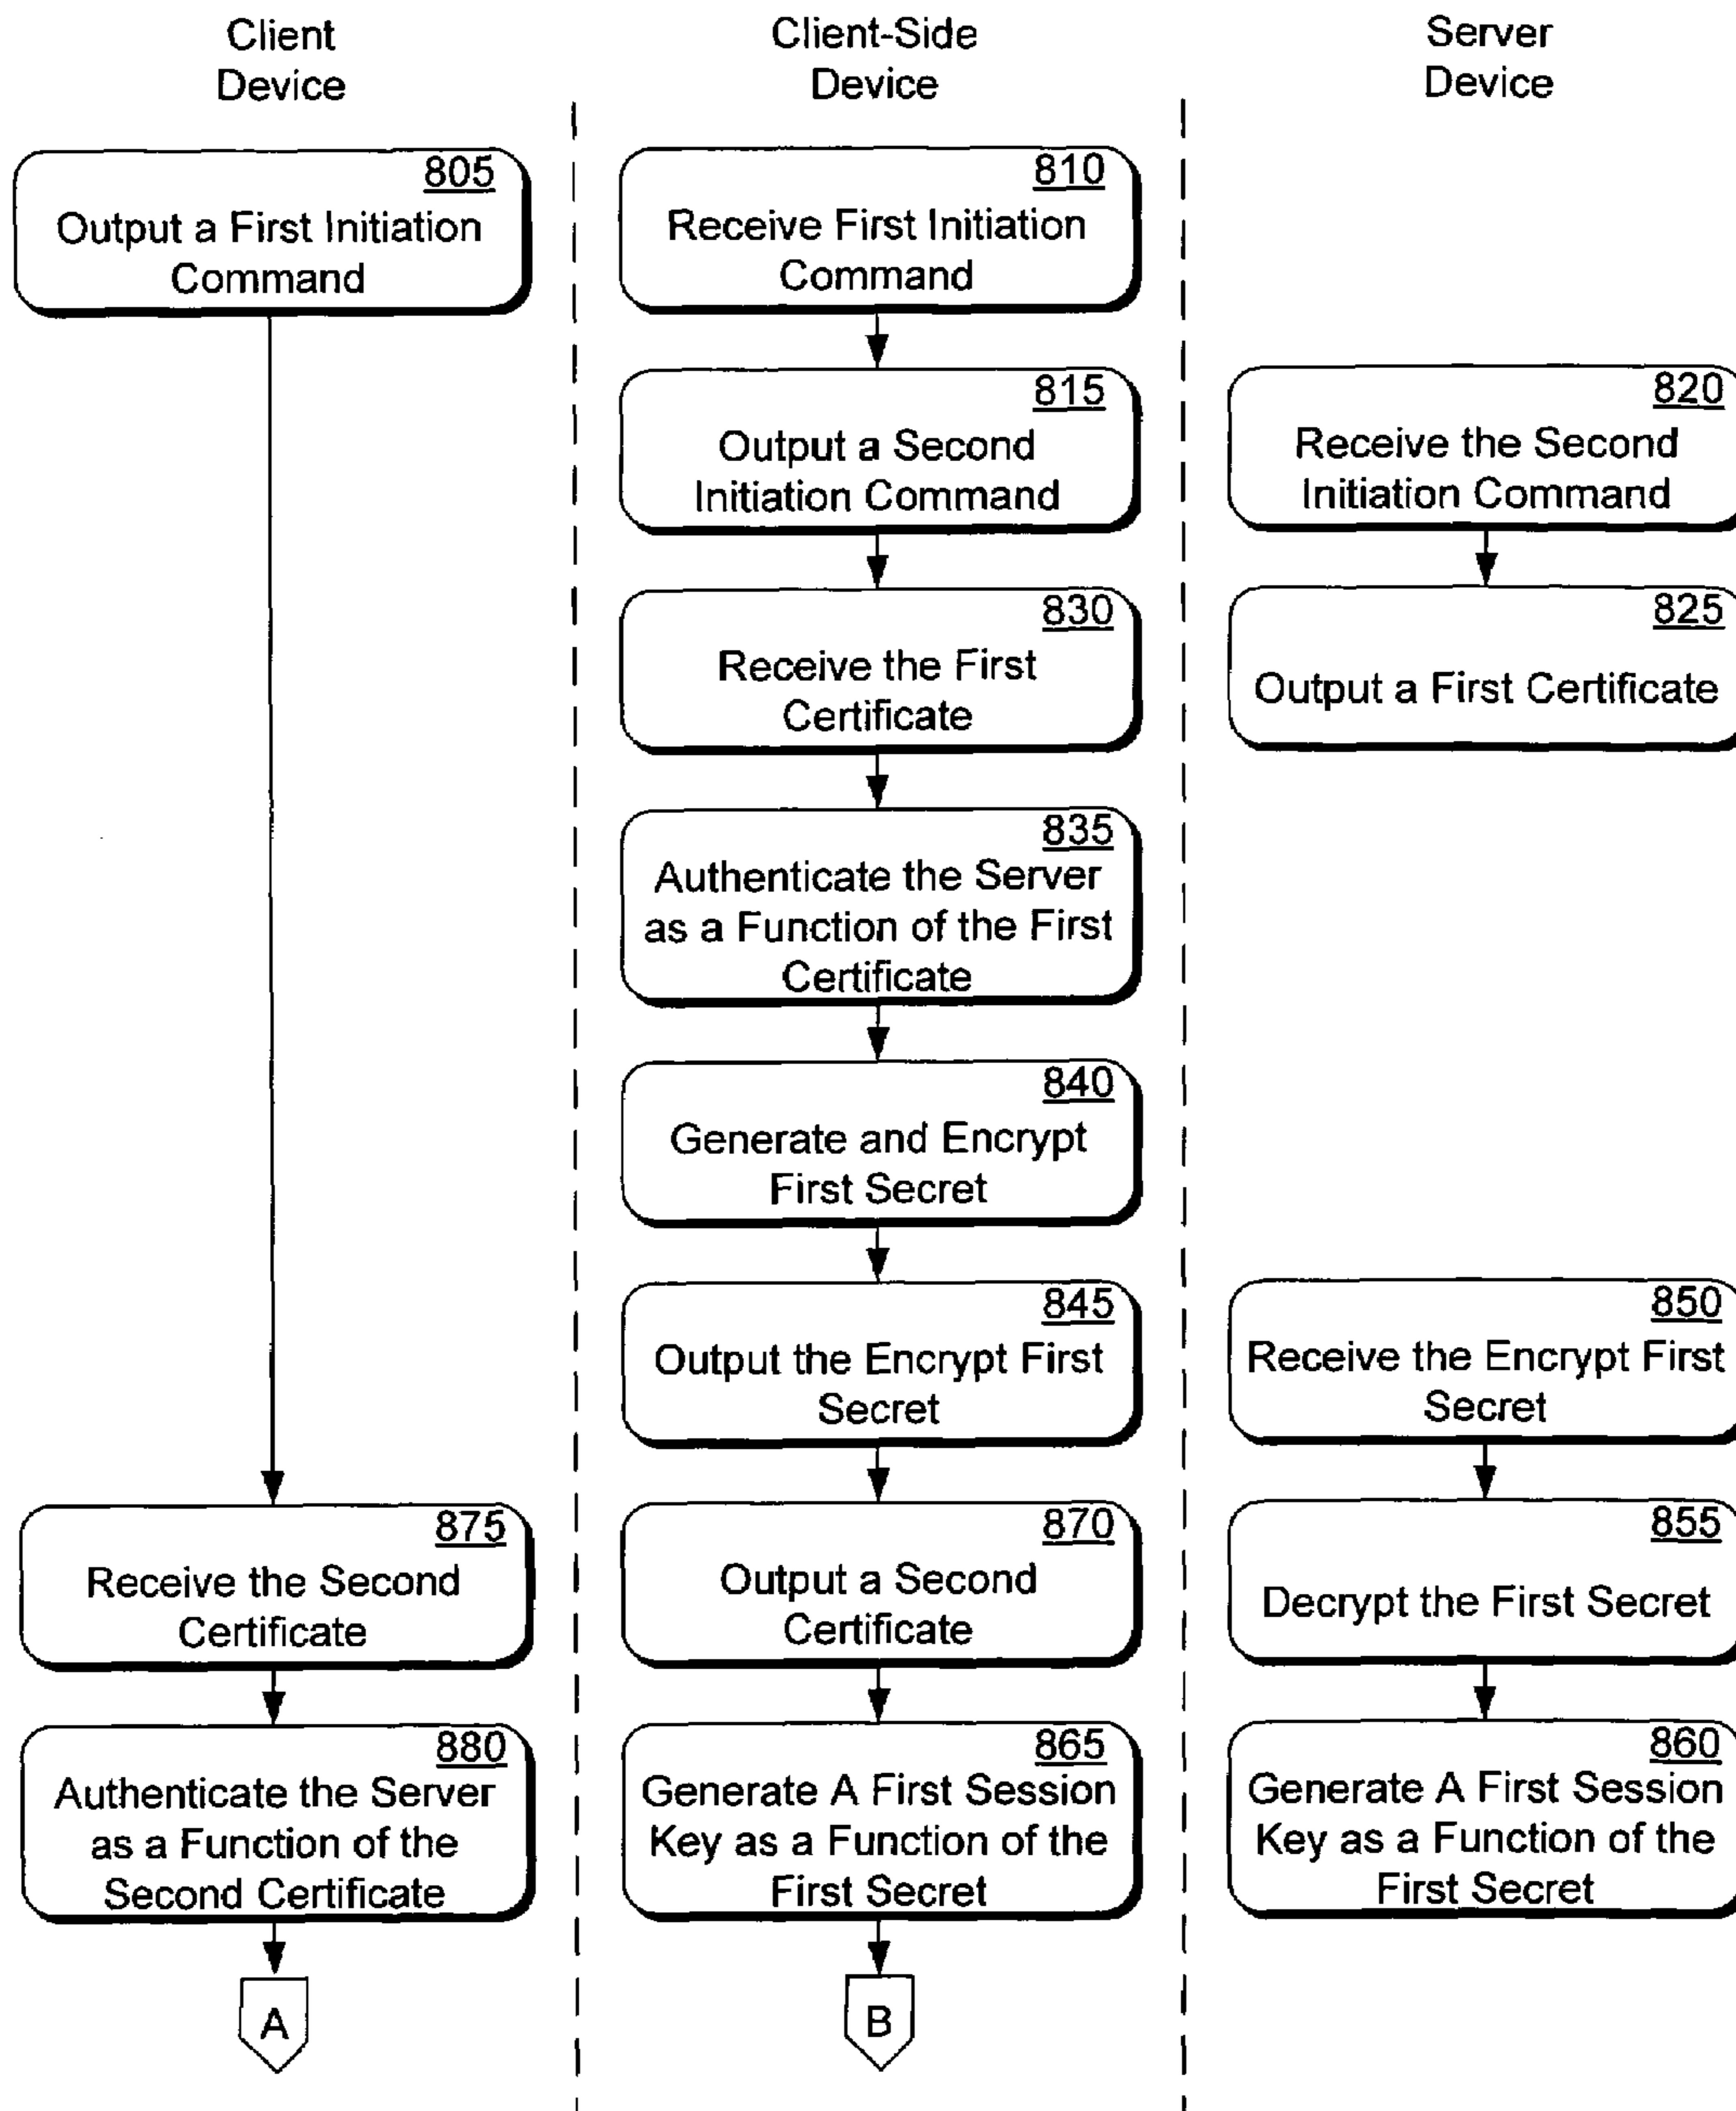 Client
Device
Client-Side
Device
Server
Device
805
Output a First Initiation
Command
810
Receive First Initiation
Command
815
Output a Second
Initiation Command
820
Receive the Second
Initiation Command
830
Receive the First
Certificate
825
Output a First Certificate
835
Authenticate the Server
as a Function of the First
Certificate
840
Generate and Encrypt
First Secret
845
Output the Encrypt First
Secret
850
Receive the Encrypt First
Secret
875
Receive the Second
Certificate
870
Output a Second
Certificate
855
Decrypt the First Secret
880
Authenticate the Server
as a Function of the
Second Certificate
865
Generate A First Session
Key as a Function of the
First Secret
860
Generate A First Session
Key as a Function of the
First Secret
A
B